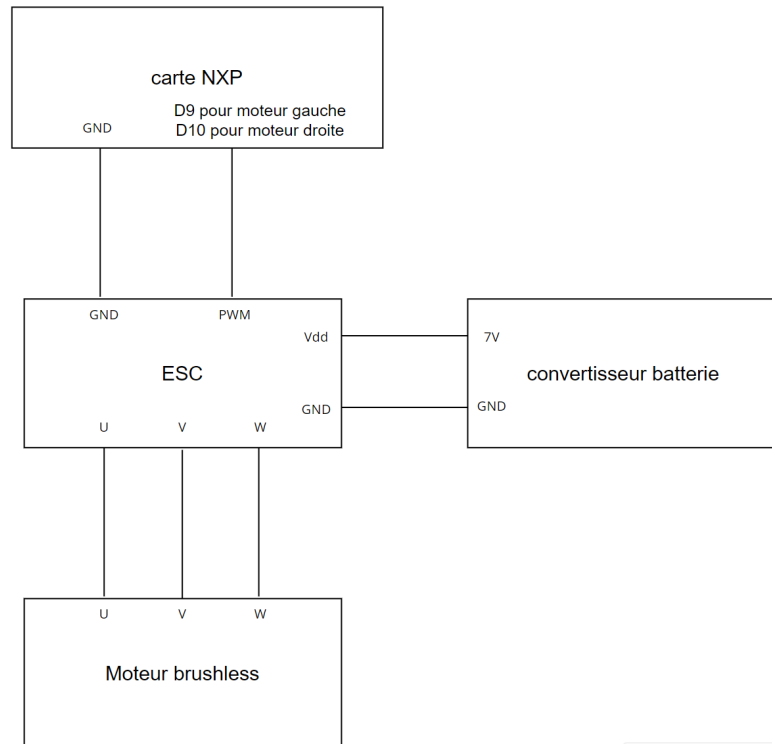 carte NXP
D9 pour moteur gauche
GND
D10 pour moteur droite
GND
PWM
Vdd
7V
ESC
convertisseur batterie
GND
GND
U
V
W
U
V
W
Moteur brushless